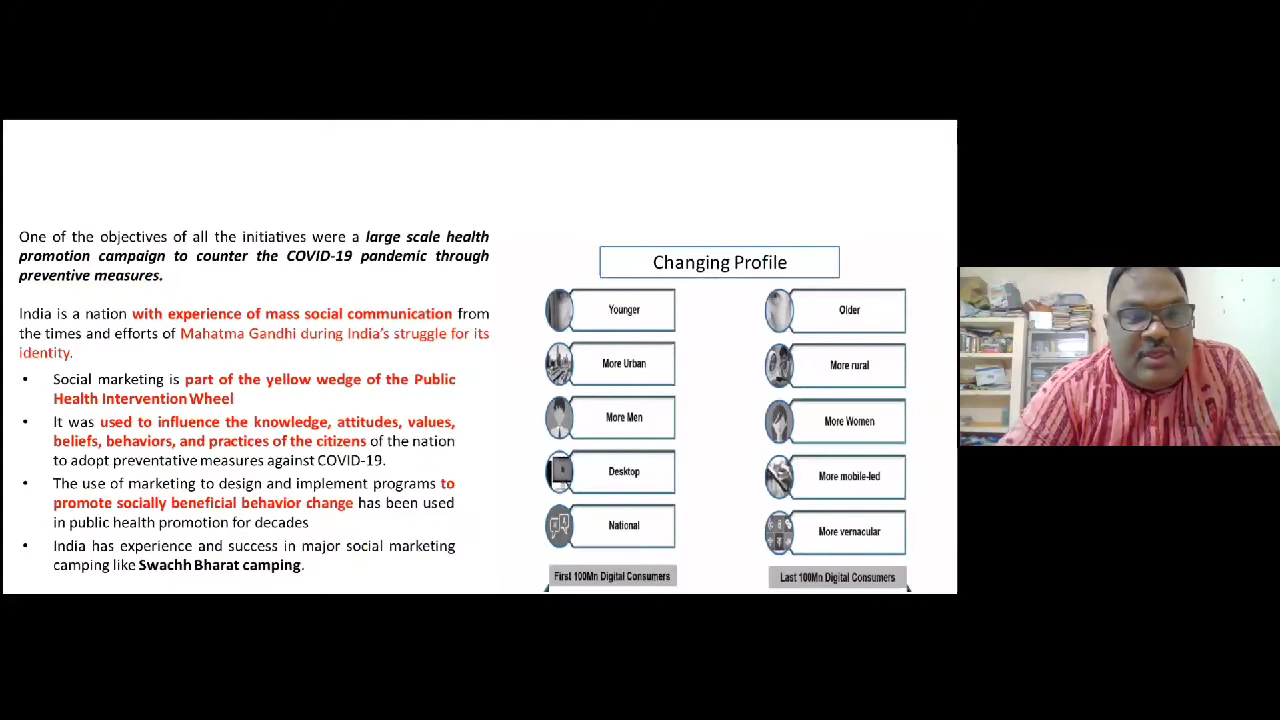 One of the objectives of all the initiatives were a large scale health
promotion campaign to counter the COVID-19 pandemic through
preventive measures.
India is a nation with experience of mass social communication from
the times and efforts of Mahatma Gandhi during India's struggle for its
identity.
• Social marketing is part of the yellow wedge of the Public
Health Intervention Wheel
• It was used to influence the knowledge, attitudes, values,
beliefs, behaviors, and practices of the citizens of the nation
to adopt preventative measures against COVID-19.
• The use of marketing to design and implement programs to
promote socially beneficial behavior change has been used
in public health promotion for decades
• India has experience and success in major social marketing
camping like Swachh Bharat camping.
Changing Profile
Younger
More Urban
More Men
Desktop
National
First 100Mn Digital Consumers
Older
More rural
More Women
More mobile-led
More vernacular
Last 100Mn Digital Consumers